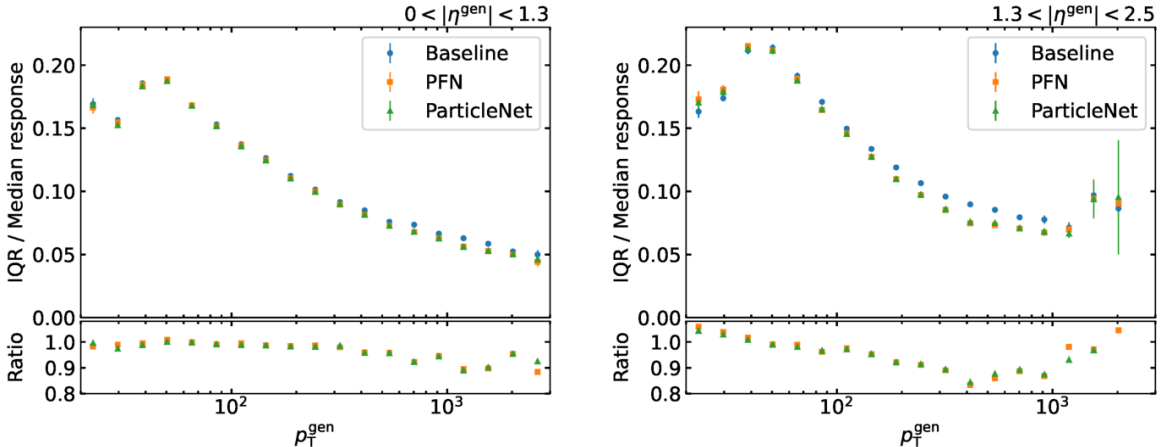 0 < |η^gen| < 1.3
0.20
0.15
0.10
0.05
0.00
IQR / Median response
Baseline
PFN
ParticleNet
1.0
0.9
0.8
Ratio
10^2
10^3
p_T^gen
1.3 < |η^gen| < 2.5
0.20
0.15
0.10
0.05
0.00
IQR / Median response
Baseline
PFN
ParticleNet
1.0
0.9
0.8
Ratio
10^2
10^3
p_T^gen